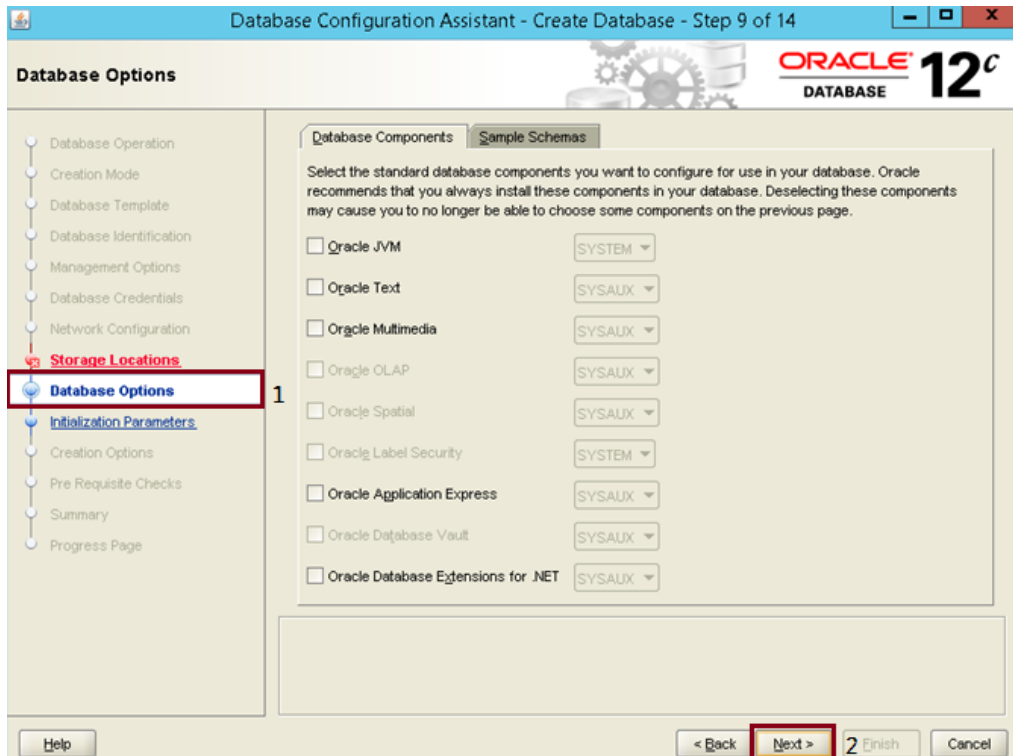 Database Configuration Assistant - Create Database - Step 9 of 14
Database Options
ORACLE
DATABASE
12c
Database Operation
Creation Mode
Database Template
Database Identification
Management Options
Database Credentials
Network Configuration
Storage Locations
Database Options
1
Initialization Parameters
Creation Options
Pre Requisite Checks
Summary
Progress Page
Database Components
Sample Schemas
Select the standard database components you want to configure for use in your database. Oracle
recommends that you always install these components in your database. Deselecting these components
may cause you to no longer be able to choose some components on the previous page.
Oracle JVM SYSTEM
Oracle Text SYSAUX
Oracle Multimedia SYSAUX
Oracle OLAP SYSAUX
Oracle Spatial SYSAUX
Oracle Label Security SYSTEM
Oracle Application Express SYSAUX
Oracle Database Vault SYSAUX
Oracle Database Extensions for .NET SYSAUX
Help < Back Next > 2 Finish Cancel